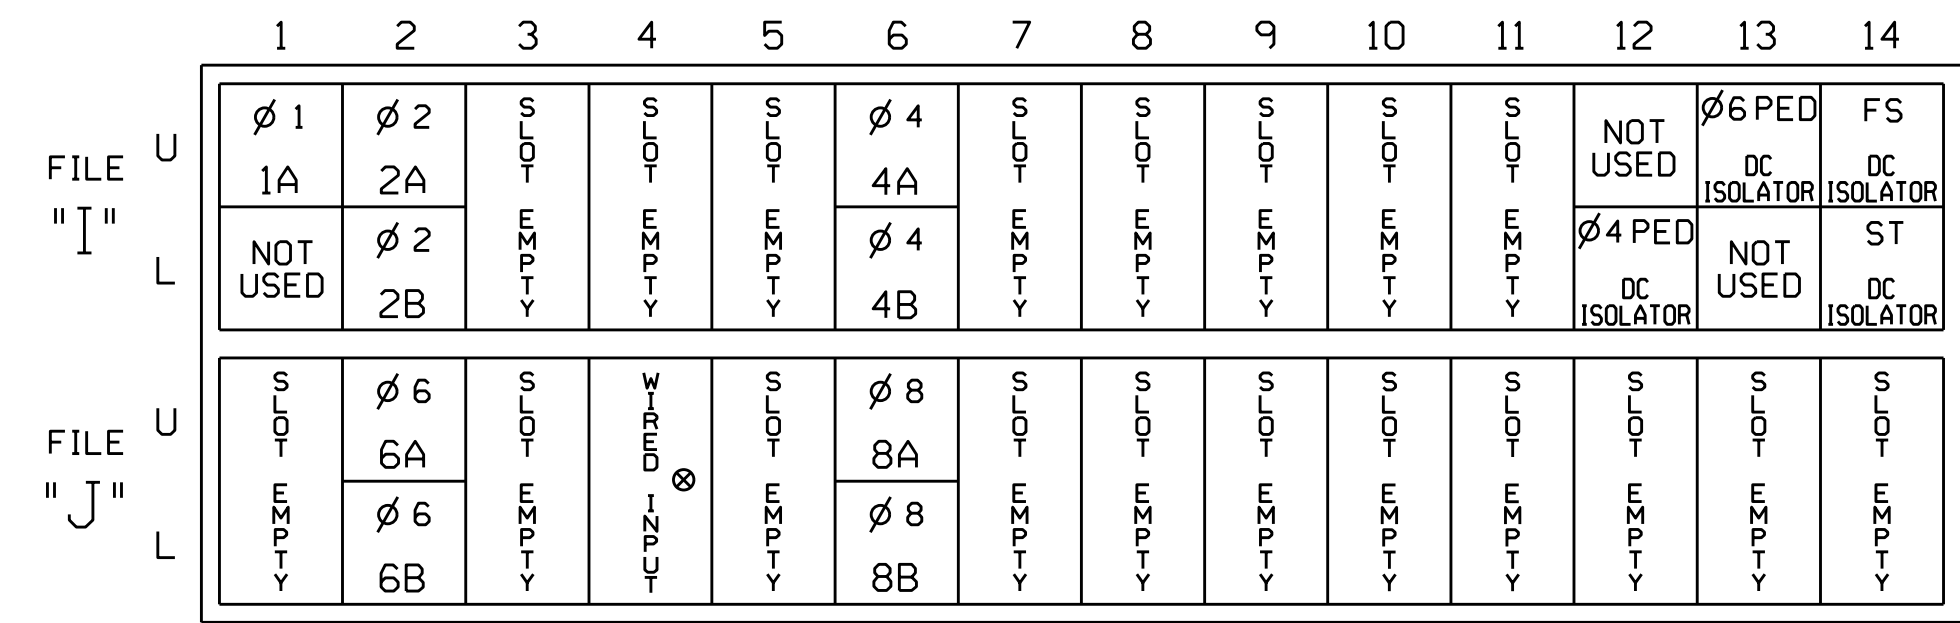 1 2 3 4 5 6 7 8 9 10 11 12 13 14
FILE
"I"
U
L
Ø 1
1A
NOT
USED
Ø 2
2A
Ø 2
2B
SLOT EMPTY
SLOT EMPTY
SLOT EMPTY
Ø 4
4A
Ø 4
4B
SLOT EMPTY
SLOT EMPTY
SLOT EMPTY
SLOT EMPTY
SLOT EMPTY
NOT
USED
Ø4 PED
DC
ISOLATOR
Ø6 PED
DC
ISOLATOR
NOT
USED
FS
DC
ISOLATOR
ST
DC
ISOLATOR
FILE
"J"
U
L
SLOT EMPTY
Ø 6
6A
Ø 6
6B
SLOT EMPTY
WIRED INPUT
SLOT EMPTY
Ø 8
8A
Ø 8
8B
SLOT EMPTY
SLOT EMPTY
SLOT EMPTY
SLOT EMPTY
SLOT EMPTY
SLOT EMPTY
SLOT EMPTY
SLOT EMPTY